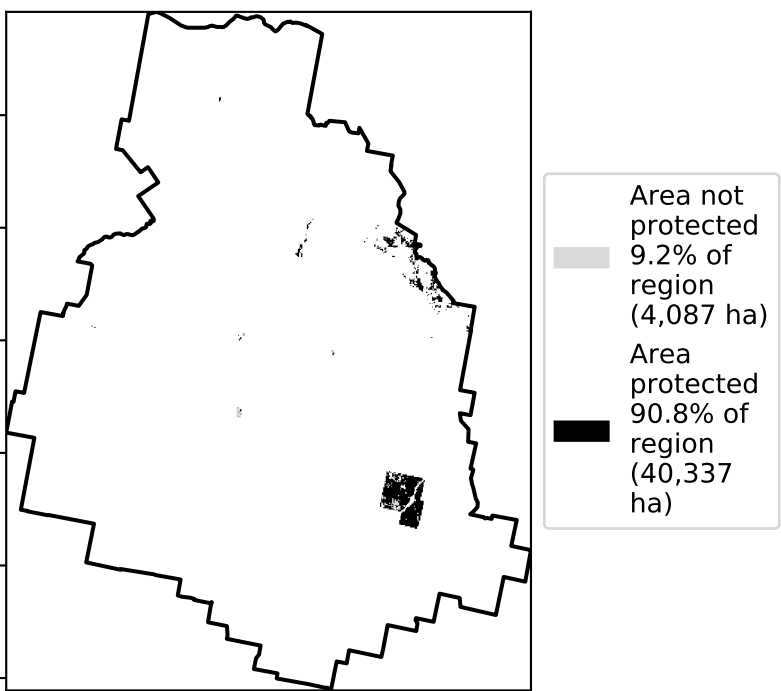 Area not
protected
9.2% of
region
(4,087 ha)
Area
protected
90.8% of
region
(40,337
ha)